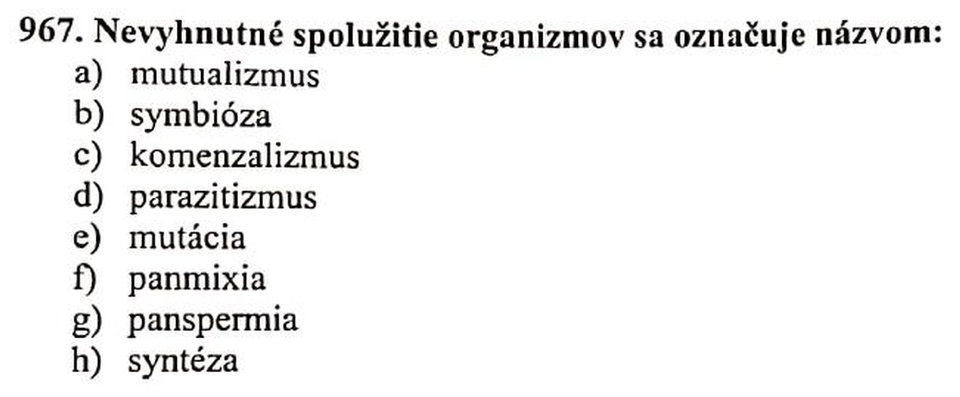 967. Nevyhnutné spolužitie organizmov sa označuje názvom:
a) mutualizmus
b) symbióza
c) komenzalizmus
d) parazitizmus
e) mutácia
f) panmixia
g) panspermia
h) syntéza